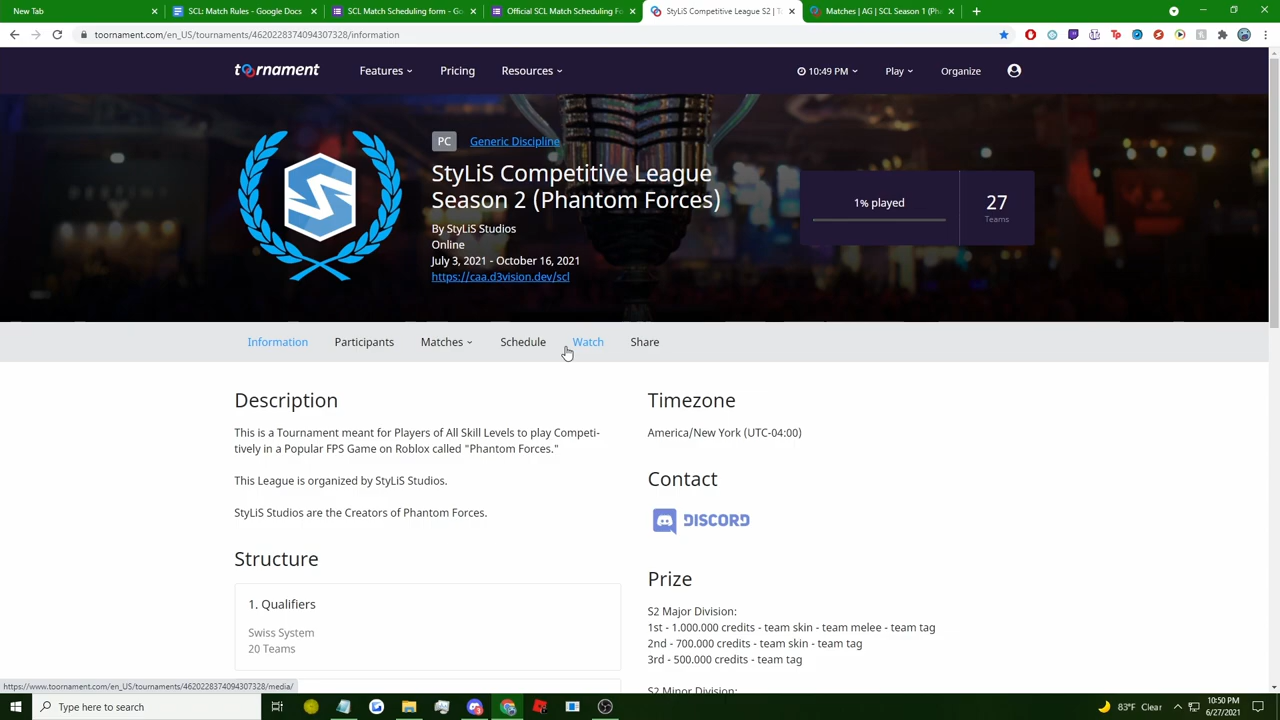 New Tab
SCL Match Rules - Google Docs
SCL Match Scheduling form - Go
Official SCL Match Scheduling Fo
StyLiS Competitive League S2 | To
Matches | AG | SCL Season 1 (Ph
toornament.com/en_US/tournaments/4620228374094307328/information
toornament
Features
Pricing
Resources
10:49 PM
Play
Organize
PC
Generic Discipline
StyLiS Competitive League
Season 2 (Phantom Forces)
By StyLiS Studios
Online
July 3, 2021 - October 16, 2021
https://caa.d3vision.dev/scl
1% played
27
Teams
Information
Participants
Matches
Schedule
Watch
Share
Description
This is a Tournament meant for Players of All Skill Levels to play Competi-
tively in a Popular FPS Game on Roblox called "Phantom Forces."
This League is organized by StyLiS Studios.
StyLiS Studios are the Creators of Phantom Forces.
Structure
1. Qualifiers
Swiss System
20 Teams
Timezone
America/New York (UTC-04:00)
Contact
DISCORD
Prize
S2 Major Division:
1st - 1.000.000 credits - team skin - team melee - team tag
2nd - 700.000 credits - team skin - team tag
3rd - 500.000 credits - team tag
S2 Minor Division:
https://www.toornament.com/en_US/tournaments/4620228374094307328/media/
Type here to search
83°F Clear
10:50 PM
6/27/2021